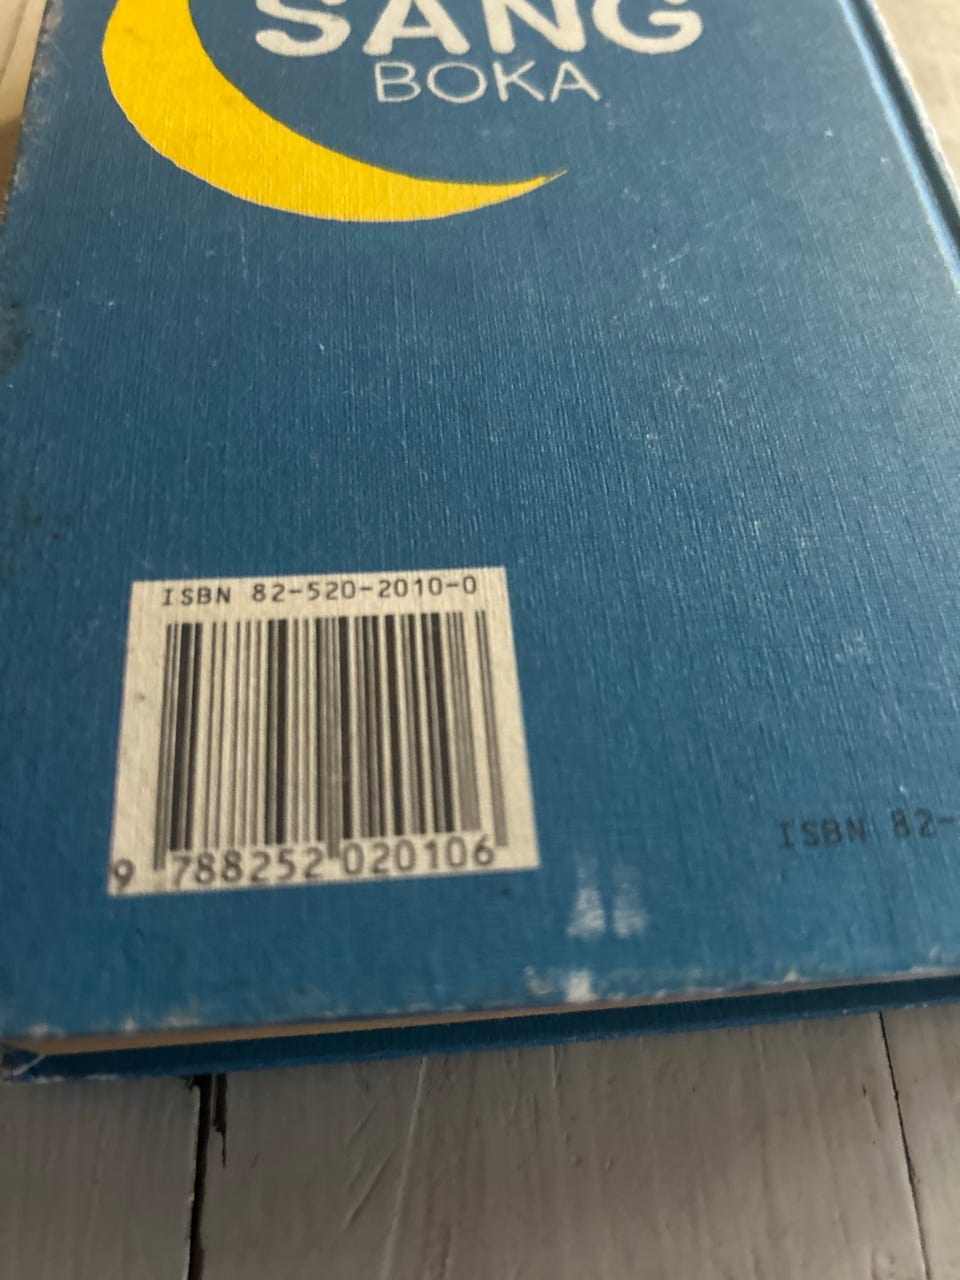 SANG
BOKA
ISBN 82-520-2010-0
9 788252 020106
ISBN 82-